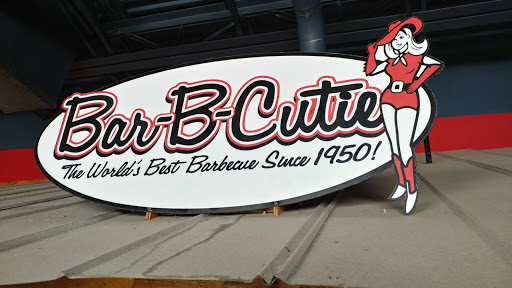 Bar-B-Cutie
The World's Best Barbecue Since 1950!